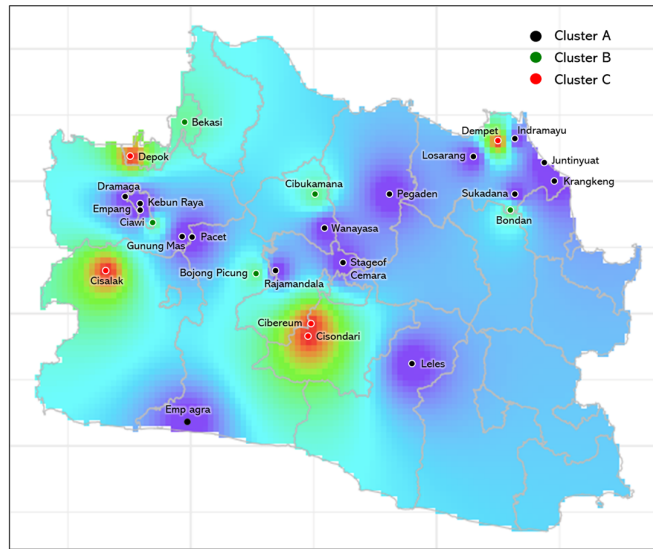 Cluster A
Cluster B
Cluster C
Bekasi
Dempet
Indramayu
Depok
Losarang
Juntinyuat
Krangkeng
Dramaga
Kebun Raya
Empang
Cibukamana
Pegaden
Sukadana
Bondan
Ciawi
Gunung Mas
Pacet
Wanayasa
Stageof
Cemara
Bojong Picung
Rajamandala
Cisalak
Cibereum
Cisondari
Leles
Emp agra